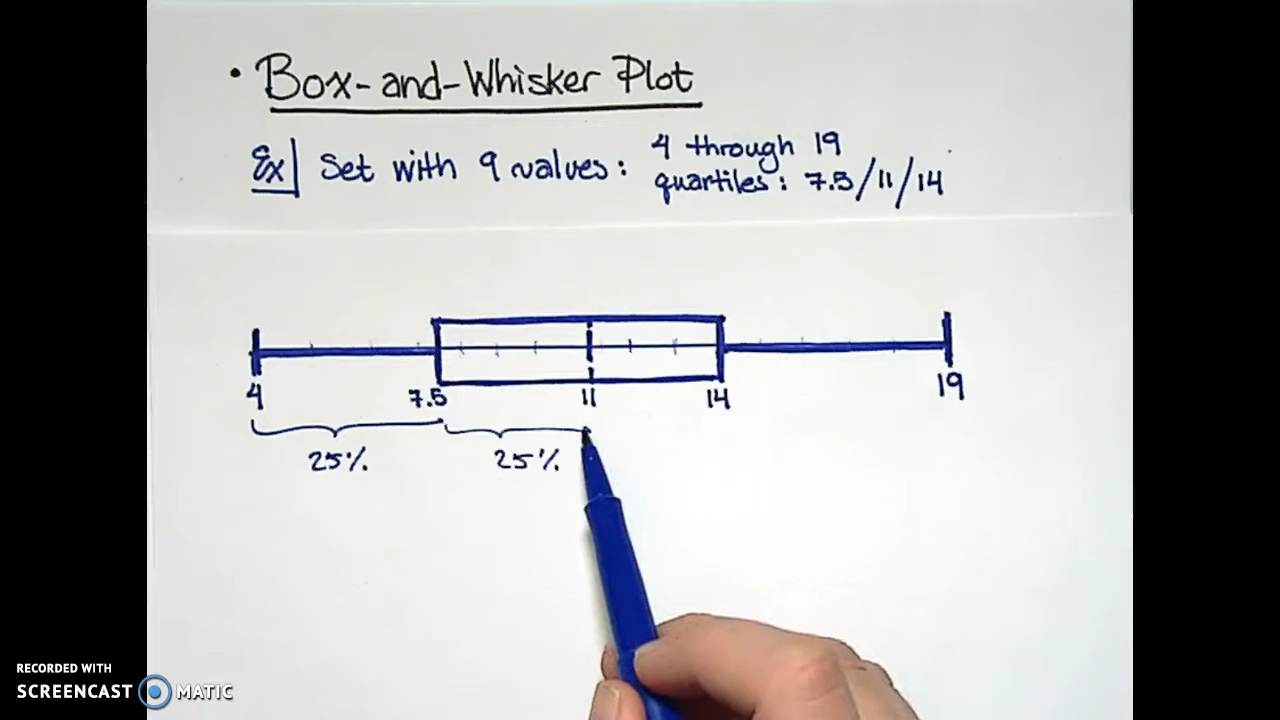 • Box-and-Whisker Plot
Ex Set with 9 values: 4 through 19
quartiles: 7.5/11/14
4 7.5 11 14 19
25% 25%
RECORDED WITH
SCREENCAST MATIC